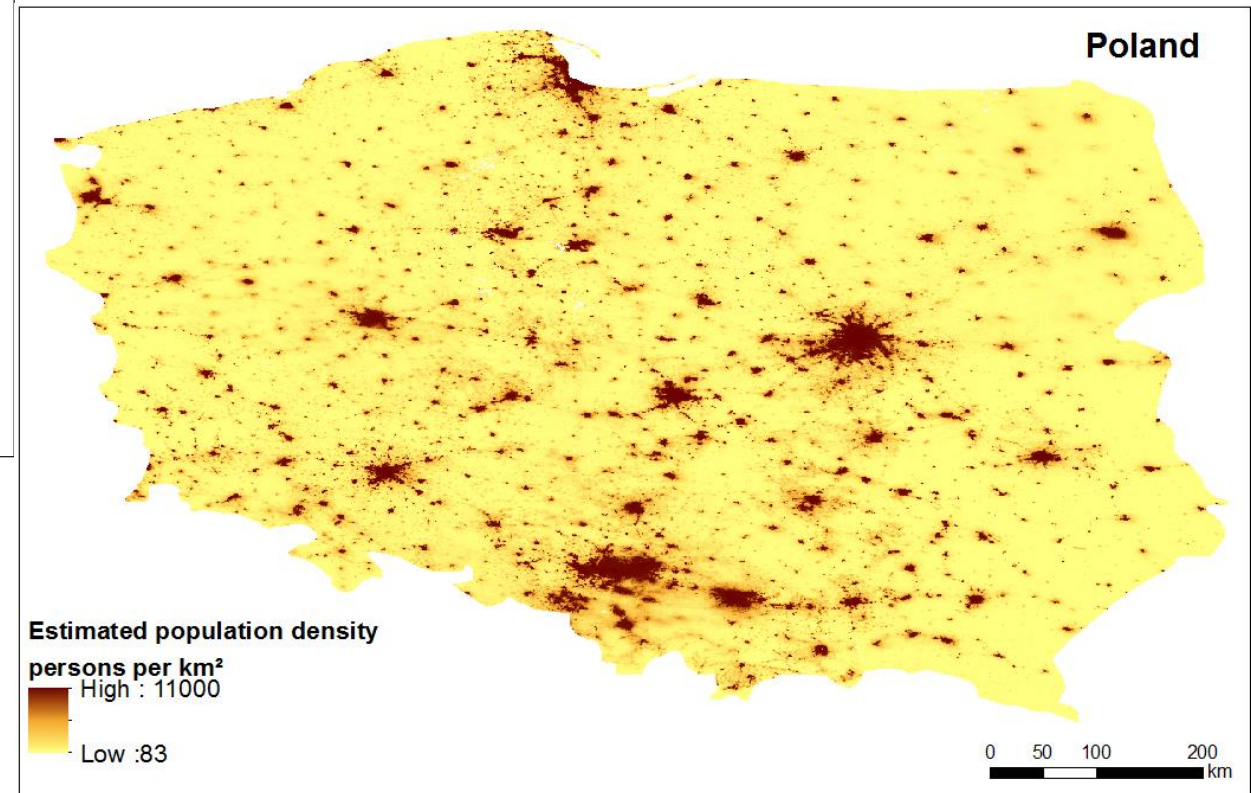 Poland
Estimated population density
persons per km²
High : 11000
Low :83
0 50 100 200
km